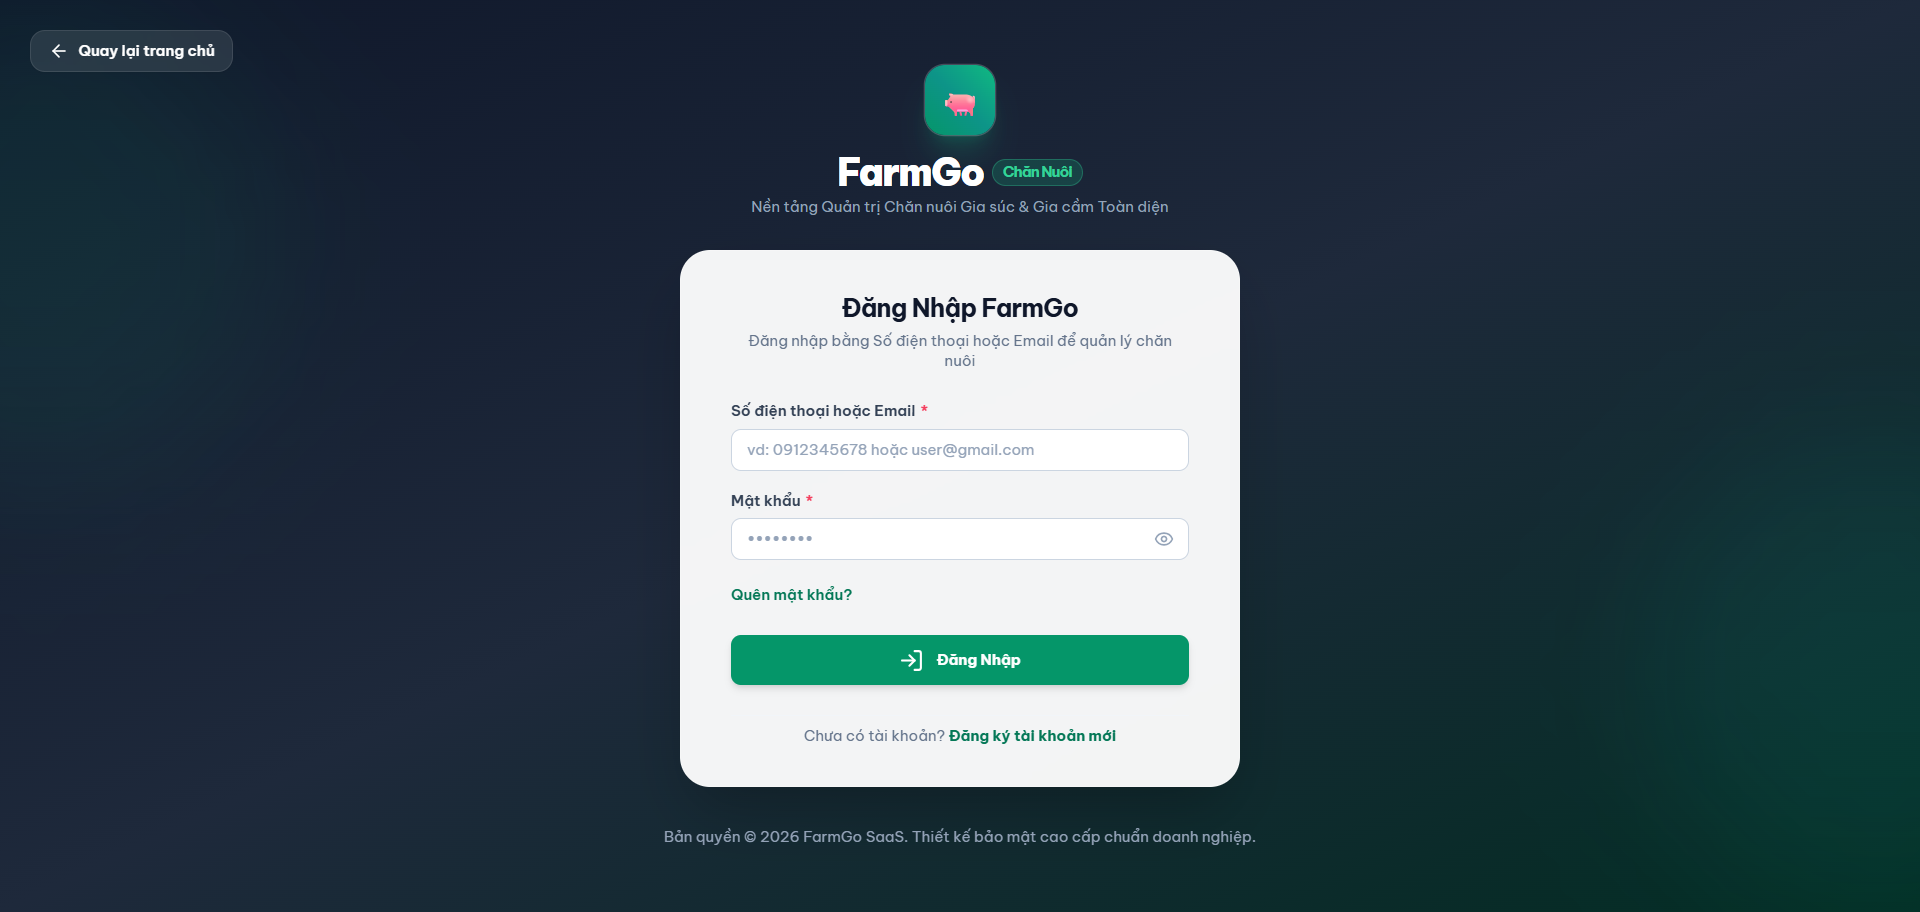 Quay lại trang chủ
FarmGo Chăn Nuôi
Nền tảng Quản trị Chăn nuôi Gia súc & Gia cầm Toàn diện
Đăng Nhập FarmGo
Đăng nhập bằng Số điện thoại hoặc Email để quản lý chăn
nuôi
Số điện thoại hoặc Email *
vd: 0912345678 hoặc user@gmail.com
Mật khẩu *
••••••••
Quên mật khẩu?
Đăng Nhập
Chưa có tài khoản? Đăng ký tài khoản mới
Bản quyền © 2026 FarmGo SaaS. Thiết kế bảo mật cao cấp chuẩn doanh nghiệp.